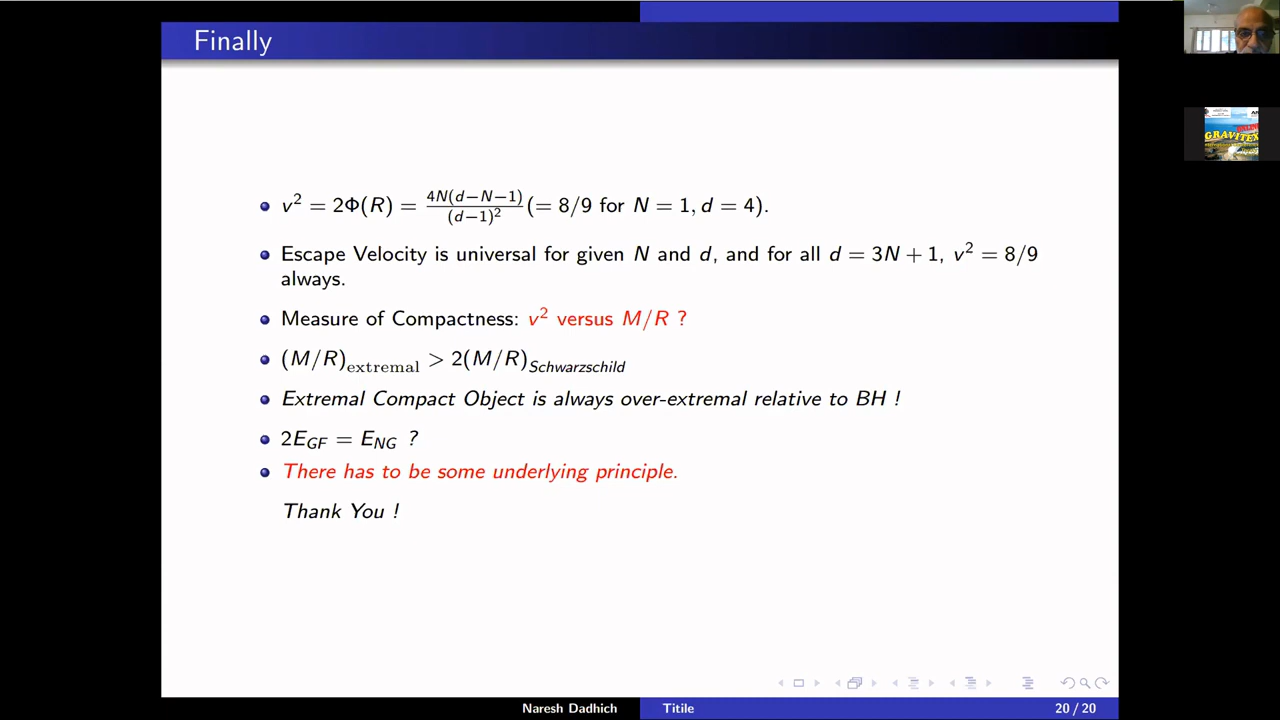 Finally
v² = 2Φ(R) = 4N(d−N−1)/(d−1)² (= 8/9 for N = 1, d = 4).
Escape Velocity is universal for given N and d, and for all d = 3N + 1, v² = 8/9
always.
Measure of Compactness: v² versus M/R ?
(M/R)extremal > 2(M/R)Schwarzschild
Extremal Compact Object is always over-extremal relative to BH !
2E_GF = E_NG ?
There has to be some underlying principle.
Thank You !
Naresh Dadhich
Titile
20 / 20